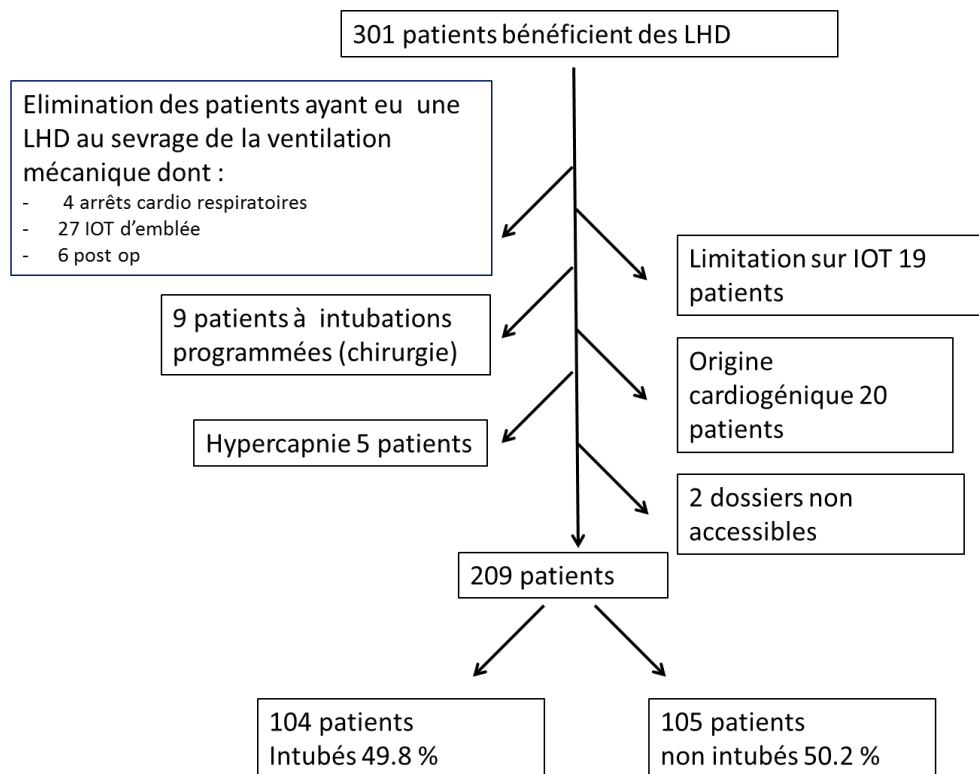 301 patients bénéficient des LHD
Elimination des patients ayant eu une
LHD au sevrage de la ventilation
mécanique dont :
- 4 arrêts cardio respiratoires
- 27 IOT d'emblée
- 6 post op
Limitation sur IOT 19
patients
9 patients à intubations
programmées (chirurgie)
Origine
cardiogénique 20
patients
Hypercapnie 5 patients
2 dossiers non
accessibles
209 patients
104 patients
Intubés 49.8 %
105 patients
non intubés 50.2 %